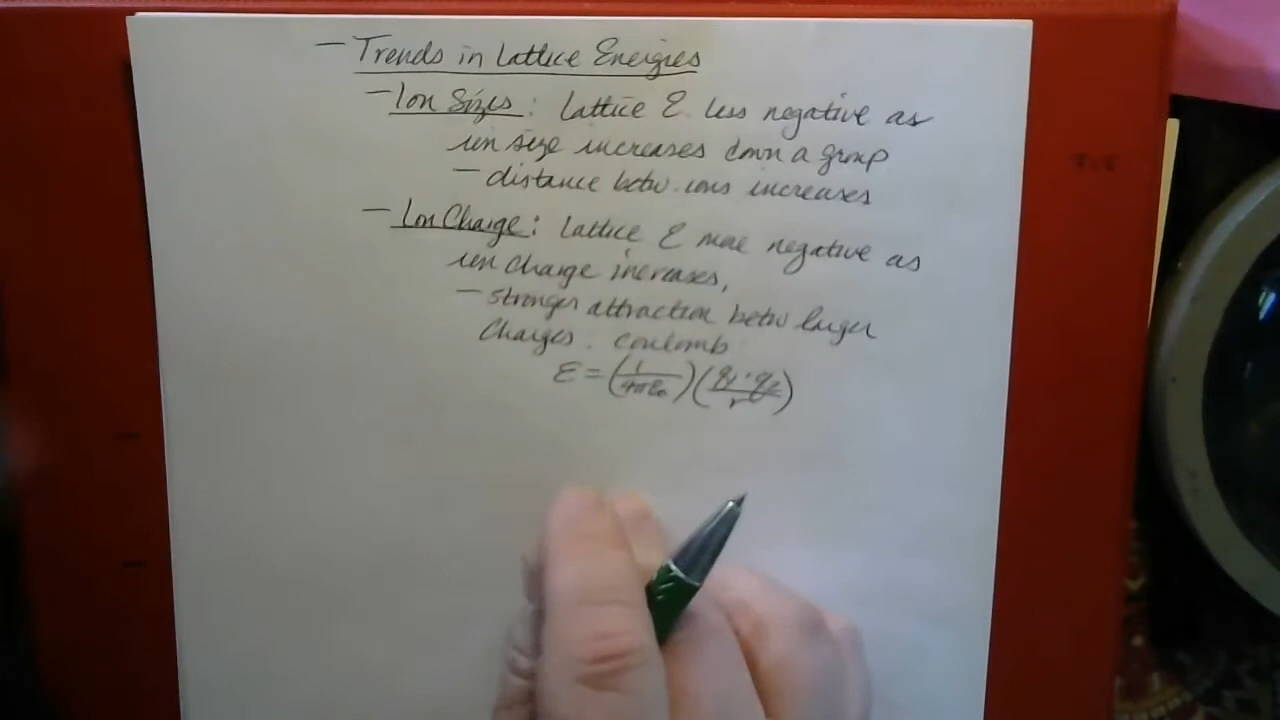 — Trends in Lattice Energies
— Ion Sizes : Lattice E less negative as
ion size increases down a group
— distance betw. ions increases
— Ion Charge : Lattice E more negative as
ion charge increases,
— stronger attraction betw larger
Charges. Coulomb
E = (1/4πε₀)(q₁·q₂/r)